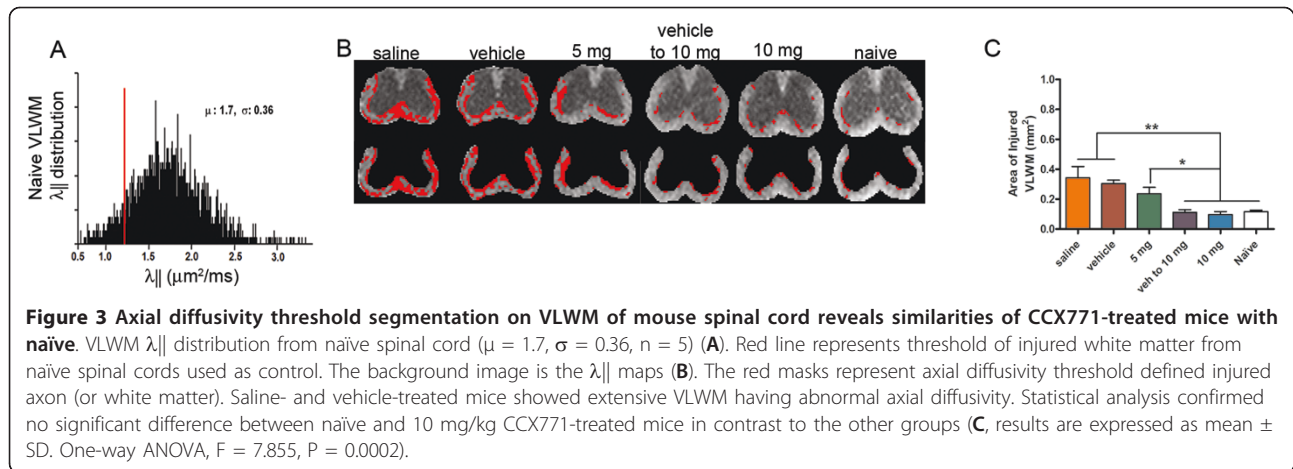 A
Naive VLWM
λ|| distribution
μ: 1.7, σ: 0.36
0.5 1.0 1.5 2.0 2.5 3.0
λ|| (μm²/ms)
B
saline vehicle 5 mg vehicle to 10 mg 10 mg naive
C
Area of Injured
VLWM (mm²)
1.0
0.8
0.6
0.4
0.2
0.0
**
*
saline vehicle 5 mg veh to 10 mg 10 mg Naïve
Figure 3 Axial diffusivity threshold segmentation on VLWM of mouse spinal cord reveals similarities of CCX771-treated mice with
naïve. VLWM λ|| distribution from naïve spinal cord (μ = 1.7, σ = 0.36, n = 5) (A). Red line represents threshold of injured white matter from
naïve spinal cords used as control. The background image is the λ|| maps (B). The red masks represent axial diffusivity threshold defined injured
axon (or white matter). Saline- and vehicle-treated mice showed extensive VLWM having abnormal axial diffusivity. Statistical analysis confirmed
no significant difference between naïve and 10 mg/kg CCX771-treated mice in contrast to the other groups (C, results are expressed as mean ±
SD. One-way ANOVA, F = 7.855, P = 0.0002).